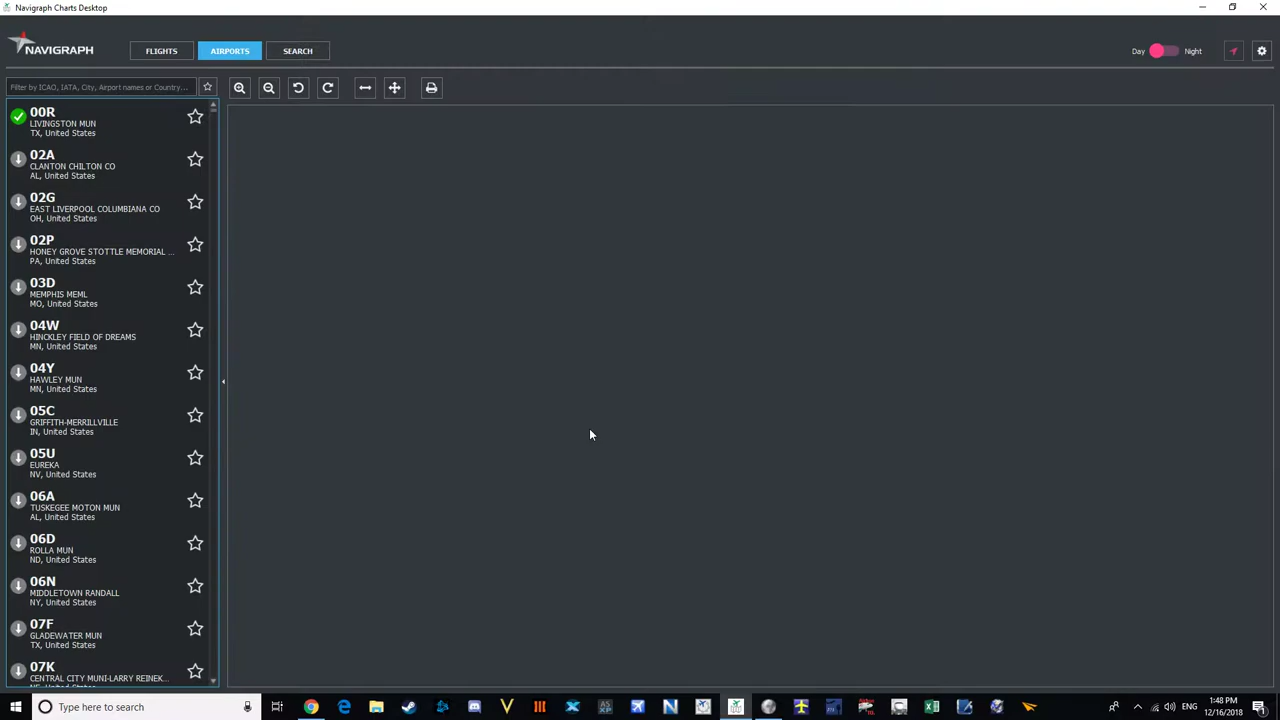 Navigraph Charts Desktop
NAVIGRAPH
FLIGHTS
AIRPORTS
SEARCH
Day
Night
Filter by ICAO, IATA, City, Airport names or Country...
00R
LIVINGSTON MUN
TX, United States
02A
CLANTON CHILTON CO
AL, United States
02G
EAST LIVERPOOL COLUMBIANA CO
OH, United States
02P
HONEY GROVE STOTTLE MEMORIAL ...
PA, United States
03D
MEMPHIS MEML
MO, United States
04W
HINCKLEY FIELD OF DREAMS
MN, United States
04Y
HAWLEY MUN
MN, United States
05C
GRIFFITH-MERRILLVILLE
IN, United States
05U
EUREKA
NV, United States
06A
TUSKEGEE MOTON MUN
AL, United States
06D
ROLLA MUN
ND, United States
06N
MIDDLETOWN RANDALL
NY, United States
07F
GLADEWATER MUN
TX, United States
07K
CENTRAL CITY MUNI-LARRY REINEK...
Type here to search
ENG
1:48 PM
12/16/2018